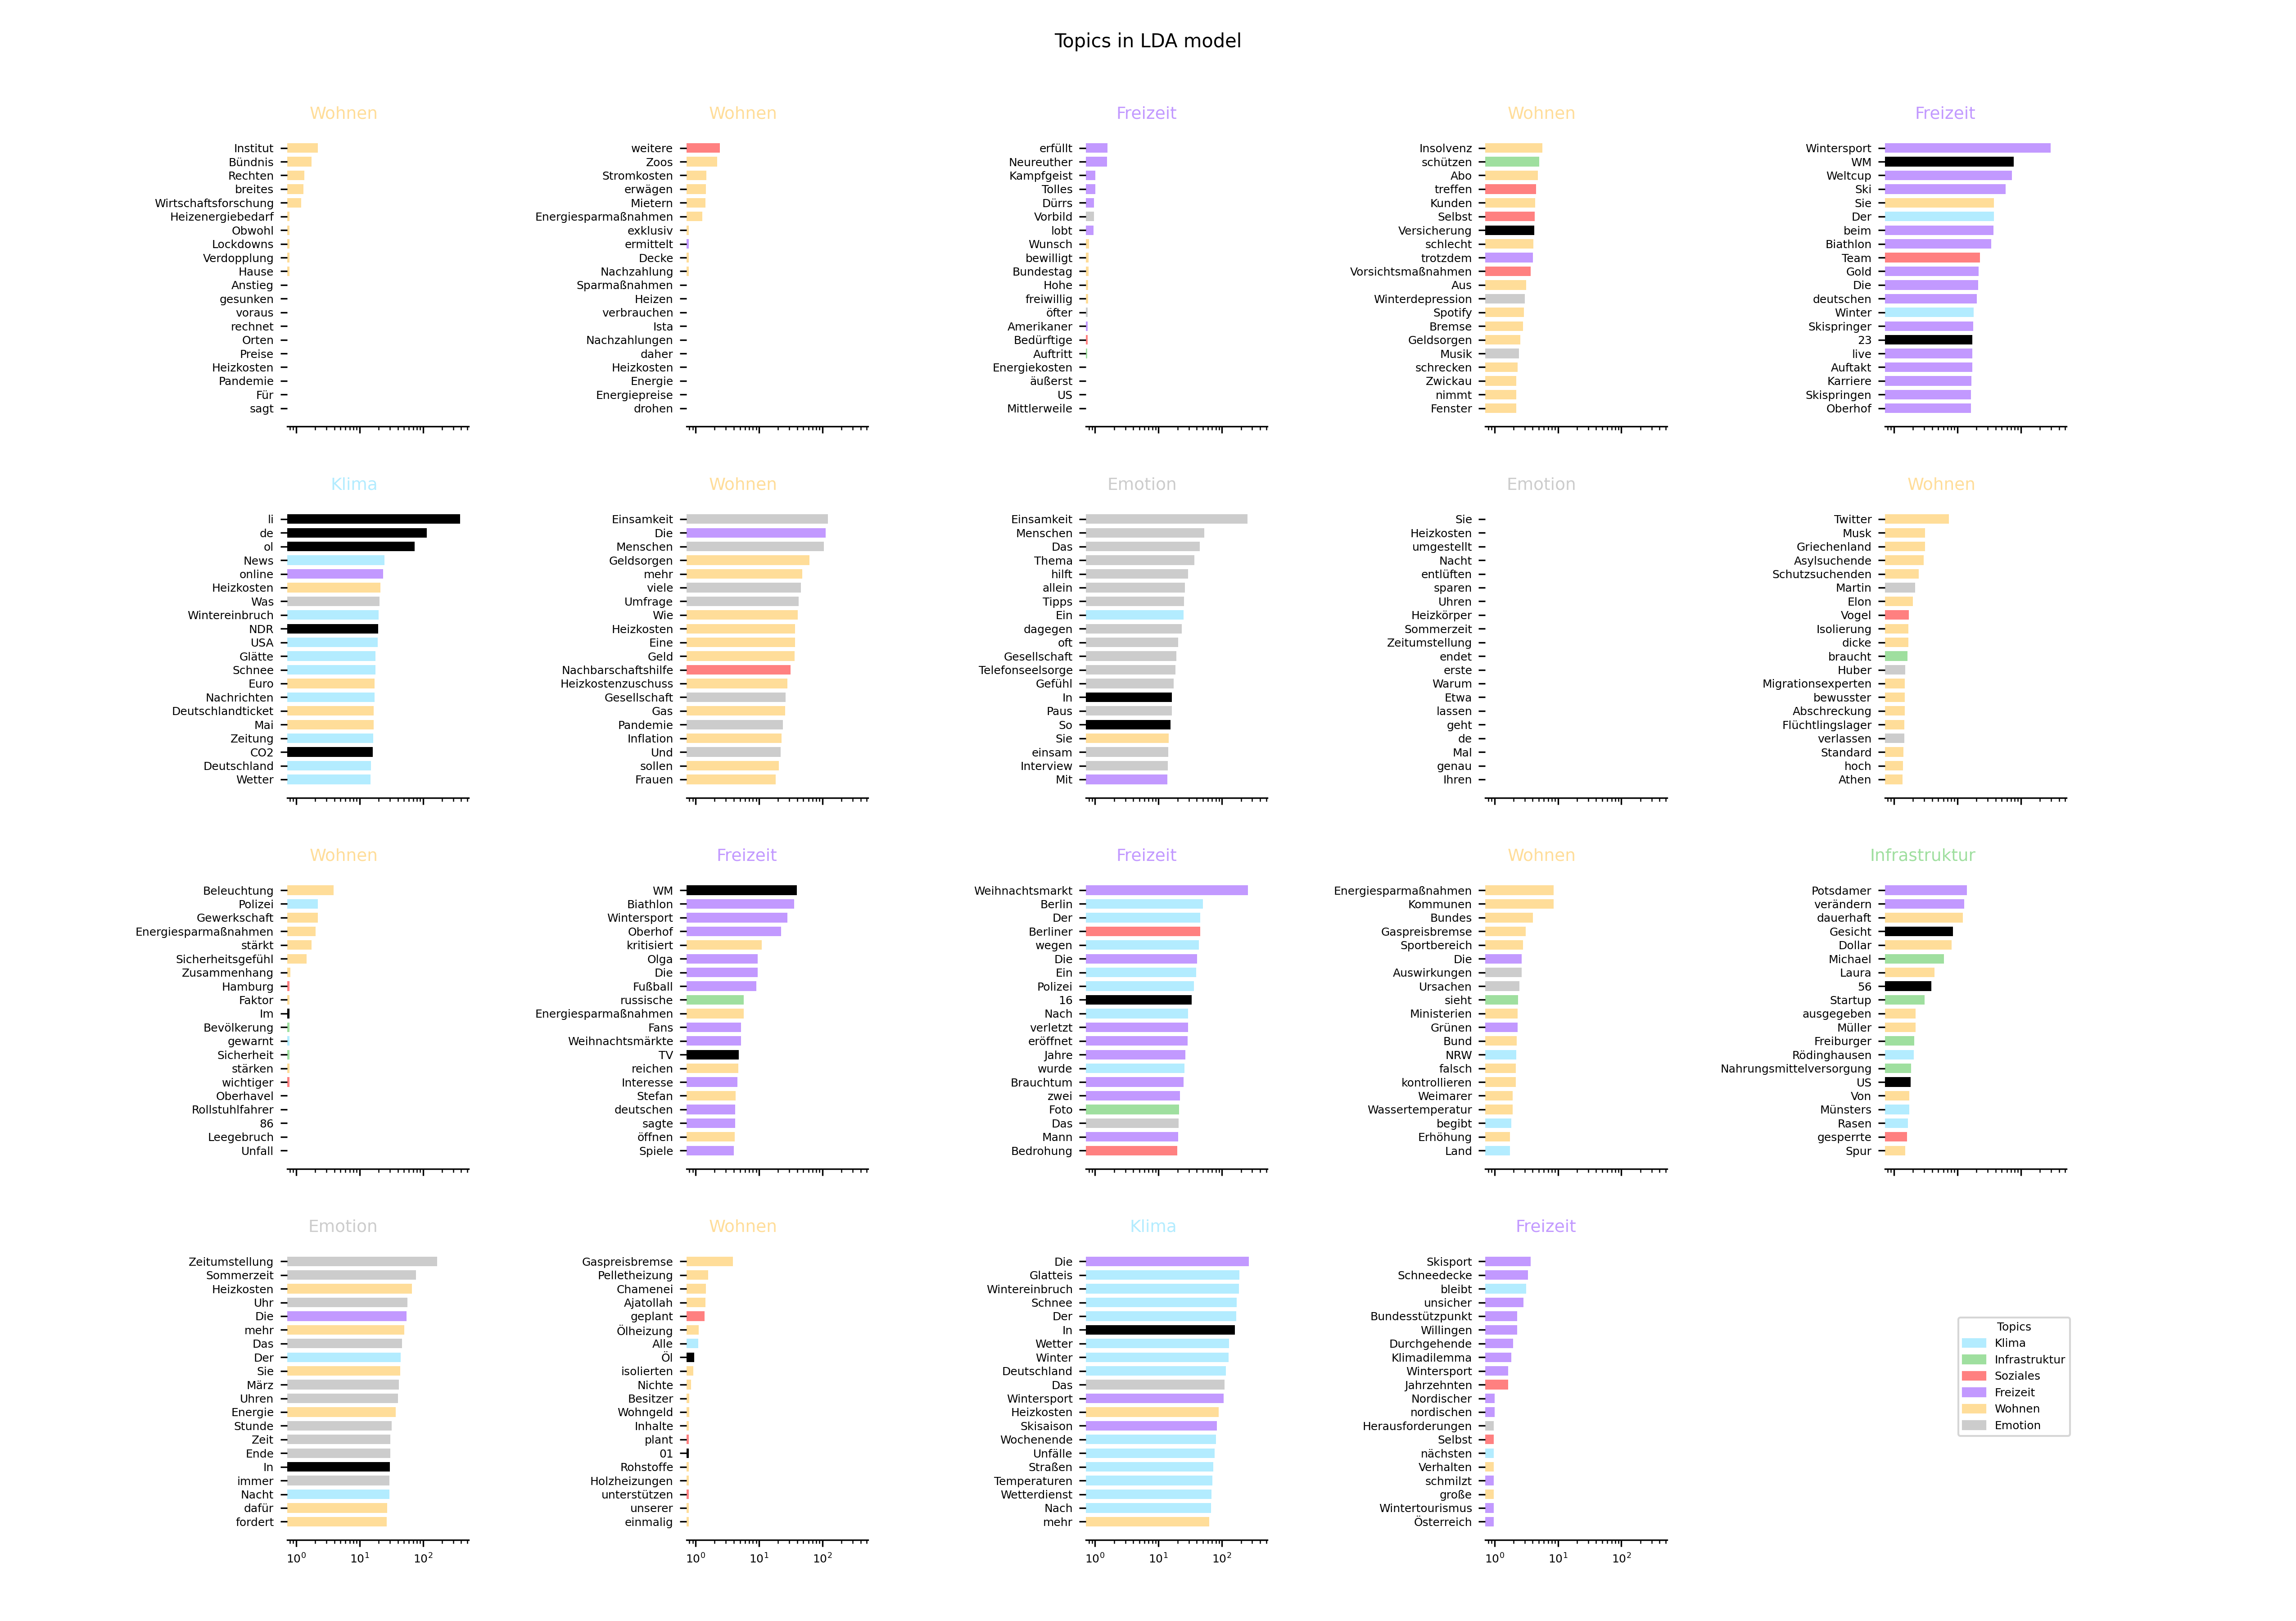 Topics in LDA model
Wohnen
Institut
Bündnis
Rechten
breites
Wirtschaftsforschung
Heizenergiebedarf
Obwohl
Lockdowns
Verdopplung
Hause
Anstieg
gesunken
voraus
rechnet
Orten
Preise
Heizkosten
Pandemie
Für
sagt
Wohnen
weitere
Zoos
Stromkosten
erwägen
Mietern
Energiesparmaßnahmen
exklusiv
ermittelt
Decke
Nachzahlung
Sparmaßnahmen
Heizen
verbrauchen
Ista
Nachzahlungen
daher
Heizkosten
Energie
Energiepreise
drohen
Freizeit
erfüllt
Neureuther
Kampfgeist
Tolles
Dürrs
Vorbild
lobt
Wunsch
bewilligt
Bundestag
Hohe
freiwillig
öfter
Amerikaner
Bedürftige
Auftritt
Energiekosten
äußerst
US
Mittlerweile
Wohnen
Insolvenz
schützen
Abo
treffen
Kunden
Selbst
Versicherung
schlecht
trotzdem
Vorsichtsmaßnahmen
Aus
Winterdepression
Spotify
Bremse
Geldsorgen
Musik
schrecken
Zwickau
nimmt
Fenster
Freizeit
Wintersport
WM
Weltcup
Ski
Sie
Der
beim
Biathlon
Team
Gold
Die
deutschen
Winter
Skispringer
23
live
Auftakt
Karriere
Skispringen
Oberhof
Klima
li
de
ol
News
online
Heizkosten
Was
Wintereinbruch
NDR
USA
Glätte
Schnee
Euro
Nachrichten
Deutschlandticket
Mai
Zeitung
CO2
Deutschland
Wetter
Wohnen
Einsamkeit
Die
Menschen
Geldsorgen
mehr
viele
Umfrage
Wie
Heizkosten
Eine
Geld
Nachbarschaftshilfe
Heizkostenzuschuss
Gesellschaft
Gas
Pandemie
Inflation
Und
sollen
Frauen
Emotion
Einsamkeit
Menschen
Das
Thema
hilft
allein
Tipps
Ein
dagegen
oft
Gesellschaft
Telefonseelsorge
Gefühl
In
Paus
So
Sie
einsam
Interview
Mit
Emotion
Sie
Heizkosten
umgestellt
Nacht
entlüften
sparen
Uhren
Heizkörper
Sommerzeit
Zeitumstellung
endet
erste
Warum
Etwa
lassen
geht
de
Mal
genau
Ihren
Wohnen
Twitter
Musk
Griechenland
Asylsuchende
Schutzsuchenden
Martin
Elon
Vogel
Isolierung
dicke
braucht
Huber
Migrationsexperten
bewusster
Abschreckung
Flüchtlingslager
verlassen
Standard
hoch
Athen
Wohnen
Beleuchtung
Polizei
Gewerkschaft
Energiesparmaßnahmen
stärkt
Sicherheitsgefühl
Zusammenhang
Hamburg
Faktor
Im
Bevölkerung
gewarnt
Sicherheit
stärken
wichtiger
Oberhavel
Rollstuhlfahrer
86
Leegebruch
Unfall
Freizeit
WM
Biathlon
Wintersport
Oberhof
kritisiert
Olga
Die
Fußball
russische
Energiesparmaßnahmen
Fans
Weihnachtsmärkte
TV
reichen
Interesse
Stefan
deutschen
sagte
öffnen
Spiele
Freizeit
Weihnachtsmarkt
Berlin
Der
Berliner
wegen
Die
Ein
Polizei
16
Nach
verletzt
eröffnet
Jahre
wurde
Brauchtum
zwei
Foto
Das
Mann
Bedrohung
Wohnen
Energiesparmaßnahmen
Kommunen
Bundes
Gaspreisbremse
Sportbereich
Die
Auswirkungen
Ursachen
sieht
Ministerien
Grünen
Bund
NRW
falsch
kontrollieren
Weimarer
Wassertemperatur
begibt
Erhöhung
Land
Infrastruktur
Potsdamer
verändern
dauerhaft
Gesicht
Dollar
Michael
Laura
56
Startup
ausgegeben
Müller
Freiburger
Rödinghausen
Nahrungsmittelversorgung
US
Von
Münsters
Rasen
gesperrte
Spur
Emotion
Zeitumstellung
Sommerzeit
Heizkosten
Uhr
Die
mehr
Das
Der
Sie
März
Uhren
Energie
Stunde
Zeit
Ende
In
immer
Nacht
dafür
fordert
10⁰ 10¹ 10²
Wohnen
Gaspreisbremse
Pelletheizung
Chamenei
Ajatollah
geplant
Ölheizung
Alle
Öl
isolierten
Nichte
Besitzer
Wohngeld
Inhalte
plant
01
Rohstoffe
Holzheizungen
unterstützen
unserer
einmalig
10⁰ 10¹ 10²
Klima
Die
Glatteis
Wintereinbruch
Schnee
Der
In
Wetter
Winter
Deutschland
Das
Wintersport
Heizkosten
Skisaison
Wochenende
Unfälle
Straßen
Temperaturen
Wetterdienst
Nach
mehr
10⁰ 10¹ 10²
Freizeit
Skisport
Schneedecke
bleibt
unsicher
Bundesstützpunkt
Willingen
Durchgehende
Klimadilemma
Wintersport
Jahrzehnten
Nordischer
nordischen
Herausforderungen
Selbst
nächsten
Verhalten
schmilzt
große
Wintertourismus
Österreich
10⁰ 10¹ 10²
Topics
Klima
Infrastruktur
Soziales
Freizeit
Wohnen
Emotion